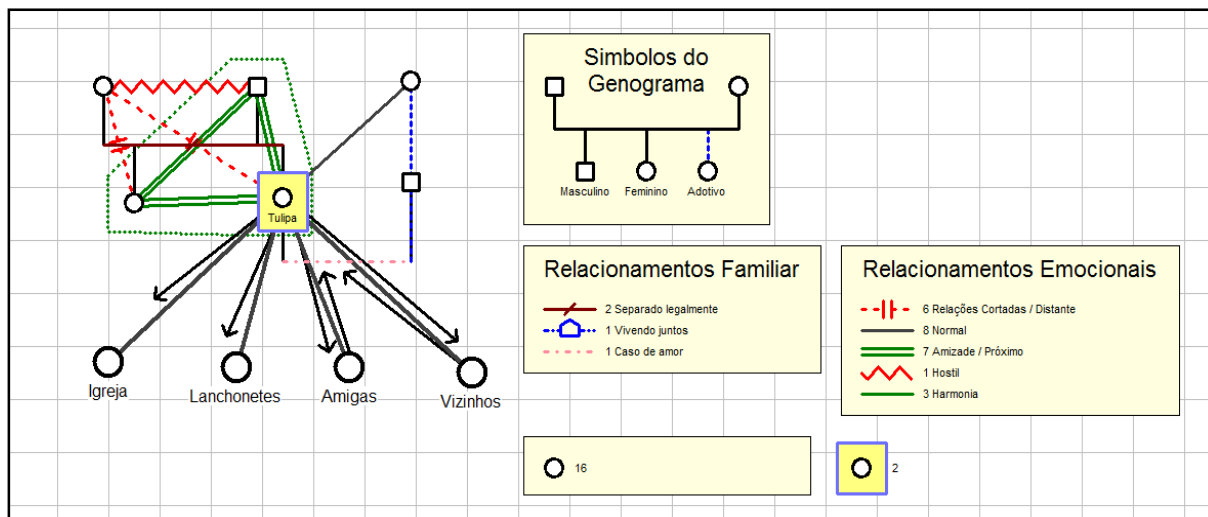 Simbolos do
Genograma
Masculino
Feminino
Adotivo
Tulipa
Igreja
Lanchonetes
Amigas
Vizinhos
Relacionamentos Familiar
2 Separado legalmente
1 Vivendo juntos
1 Caso de amor
Relacionamentos Emocionais
6 Relações Cortadas / Distante
8 Normal
7 Amizade / Próximo
1 Hostil
3 Harmonia
16
2